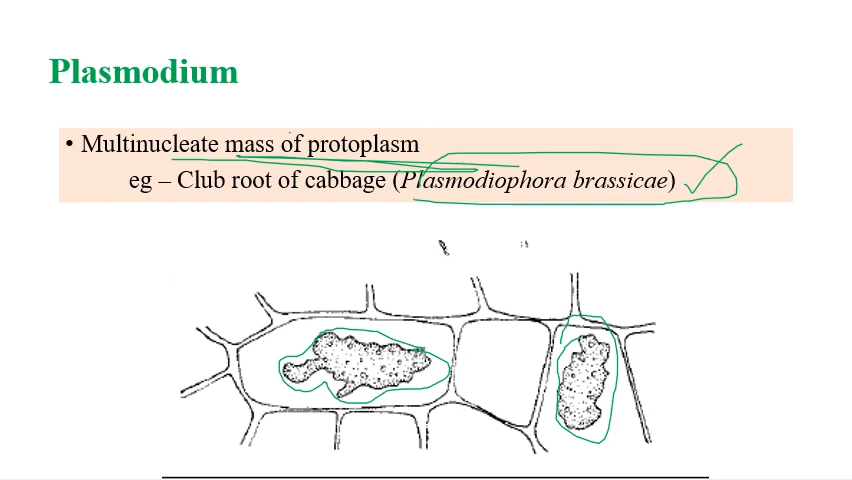 Plasmodium
• Multinucleate mass of protoplasm
eg – Club root of cabbage (Plasmodiophora brassicae)